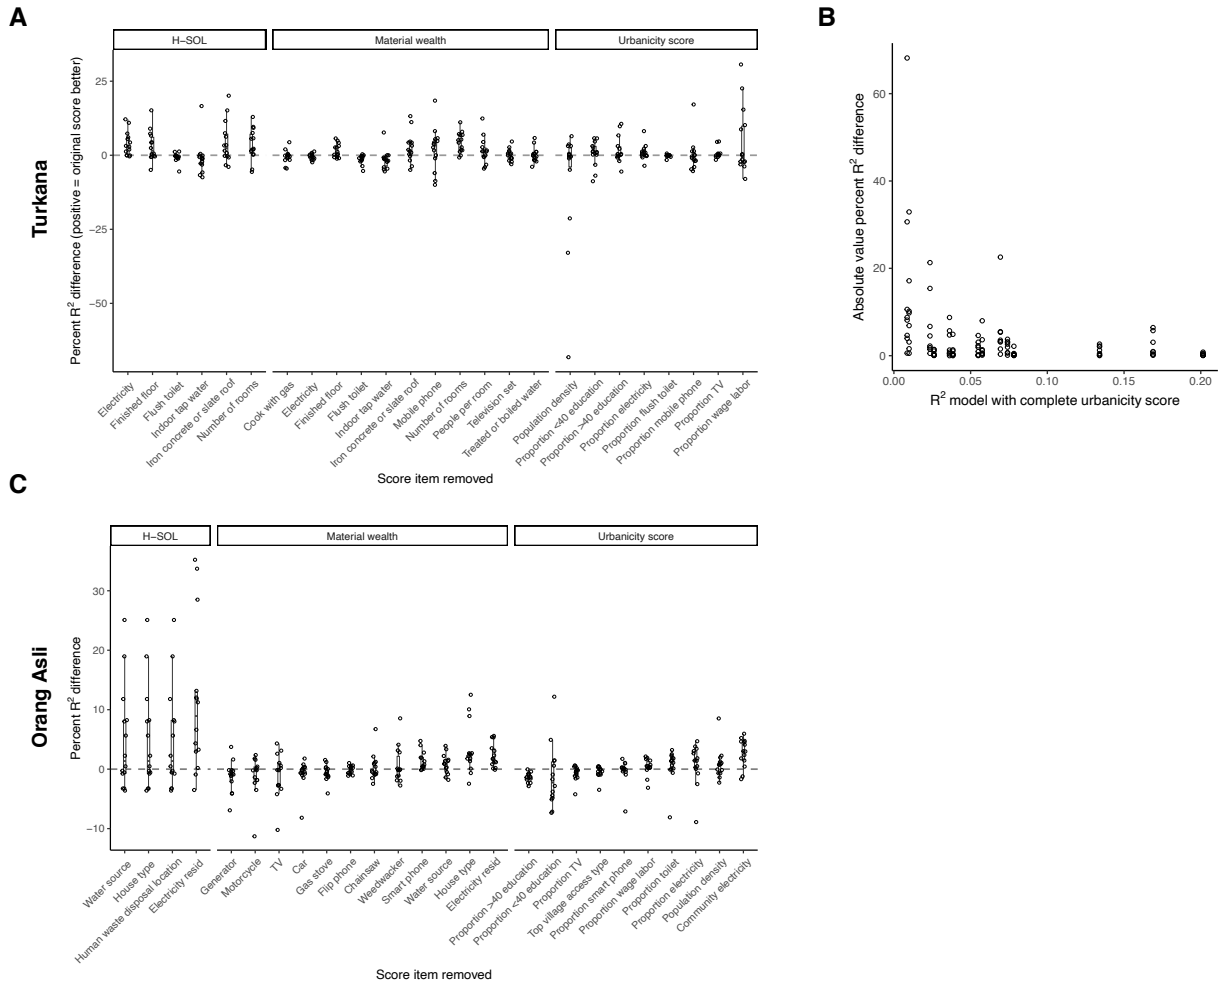 A
B
H−SOL
Material wealth
Urbanicity score
Turkana
Percent R² difference (positive = original score better)
25
0
−25
−50
Electricity
Finished floor
Flush toilet
Indoor tap water
Iron concrete or slate roof
Number of rooms
Cook with gas
Electricity
Finished floor
Flush toilet
Indoor tap water
Iron concrete or slate roof
Mobile phone
Number of rooms
People per room
Television set
Treated or boiled water
Population density
Proportion <40 education
Proportion >40 education
Proportion electricity
Proportion flush toilet
Proportion mobile phone
Proportion TV
Proportion wage labor
Score item removed
Absolute value percent R² difference
60
40
20
0
0.00
0.05
0.10
0.15
0.20
R² model with complete urbanicity score
C
H−SOL
Material wealth
Urbanicity score
Orang Asli
Percent R² difference
30
20
10
0
−10
Water source
House type
Human waste disposal location
Electricity resid
Generator
Motorcycle
TV
Car
Gas stove
Flip phone
Chainsaw
Weedwacker
Smart phone
Water source
House type
Electricity resid
Proportion >40 education
Proportion <40 education
Proportion TV
Top village access type
Proportion smart phone
Proportion wage labor
Proportion toilet
Proportion electricity
Population density
Community electricity
Score item removed